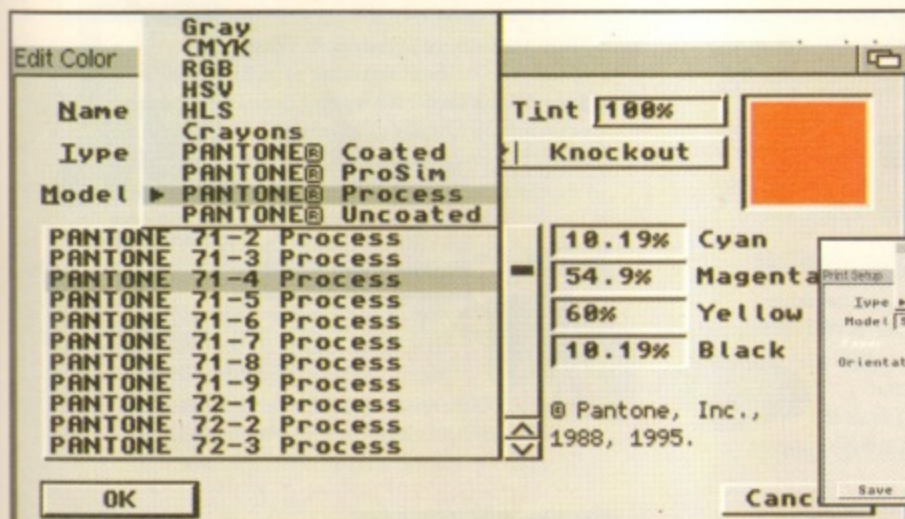 Gray
CMYK
Edit Color
RGB
HSV
Name
HLS
Tint 100%
Crayons
Type
PANTONE® Coated
Knockout
PANTONE® ProSim
Model
PANTONE® Process
PANTONE® Uncoated
PANTONE 71-2 Process
PANTONE 71-3 Process
PANTONE 71-4 Process
PANTONE 71-5 Process
PANTONE 71-6 Process
PANTONE 71-7 Process
PANTONE 71-8 Process
PANTONE 71-9 Process
PANTONE 72-1 Process
PANTONE 72-2 Process
PANTONE 72-3 Process
10.19% Cyan
54.9% Magenta
60% Yellow
10.19% Black
© Pantone, Inc.,
1988, 1995.
OK
Canc
Print Setup
Type
Model S
Orientat
Save